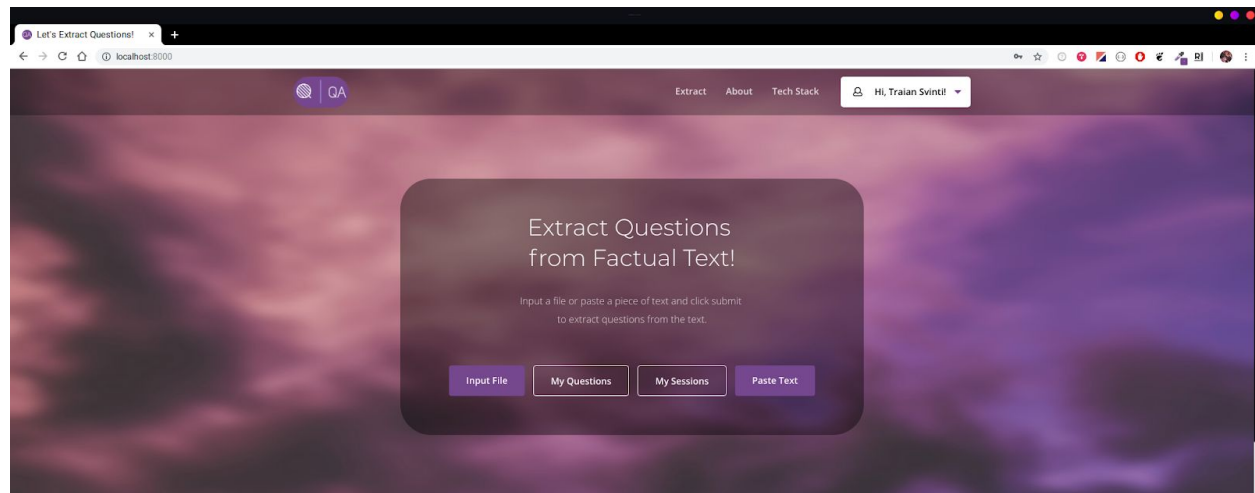 Let's Extract Questions!
localhost:8000
QA
Extract About Tech Stack Hi, Traian Svinti!
Extract Questions
from Factual Text!
Input a file or paste a piece of text and click submit
to extract questions from the text.
Input File My Questions My Sessions Paste Text